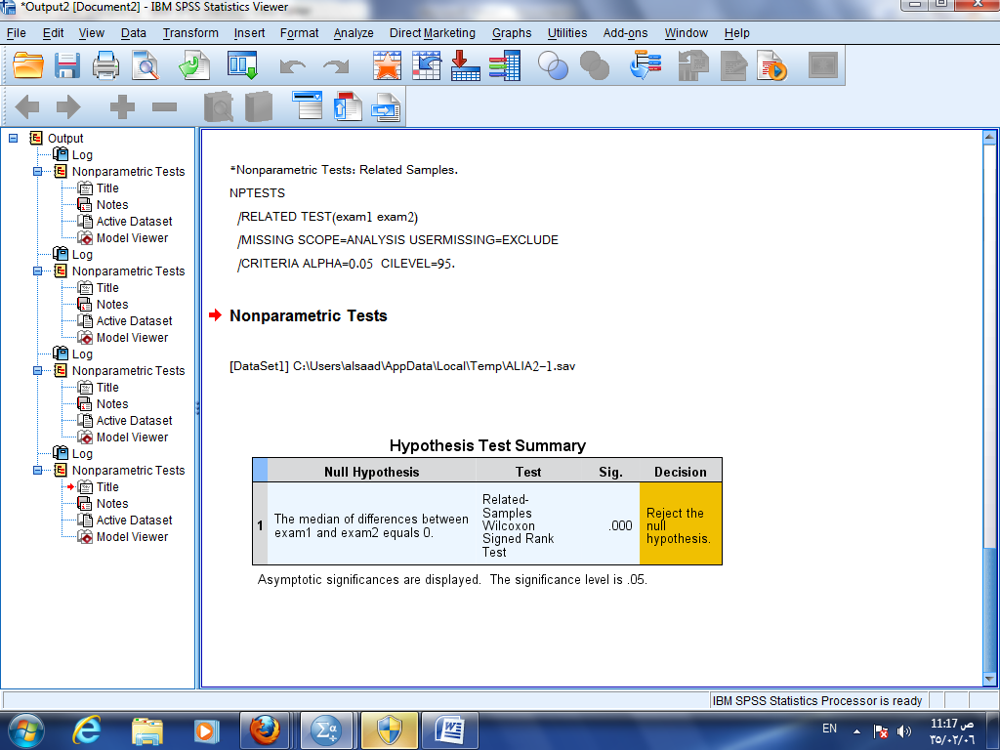 *Output2 [Document2] - IBM SPSS Statistics Viewer
File Edit View Data Transform Insert Format Analyze Direct Marketing Graphs Utilities Add-ons Window Help
Output
Log
Nonparametric Tests
Title
Notes
Active Dataset
Model Viewer
Log
Nonparametric Tests
Title
Notes
Active Dataset
Model Viewer
Log
Nonparametric Tests
Title
Notes
Active Dataset
Model Viewer
Log
Nonparametric Tests
Title
Notes
Active Dataset
Model Viewer
*Nonparametric Tests: Related Samples.
NPTESTS
/RELATED TEST(exam1 exam2)
/MISSING SCOPE=ANALYSIS USERMISSING=EXCLUDE
/CRITERIA ALPHA=0.05 CILEVEL=95.
Nonparametric Tests
[DataSet1] C:\Users\alsaad\AppData\Local\Temp\ALIA2-1.sav
Hypothesis Test Summary
Null Hypothesis Test Sig. Decision
1
The median of differences between
exam1 and exam2 equals 0.
Related-
Samples
Wilcoxon
Signed Rank
Test
.000
Reject the
null
hypothesis.
Asymptotic significances are displayed. The significance level is .05.
IBM SPSS Statistics Processor is ready
EN
11:17 ص
٣٥/٠٢/٠٦